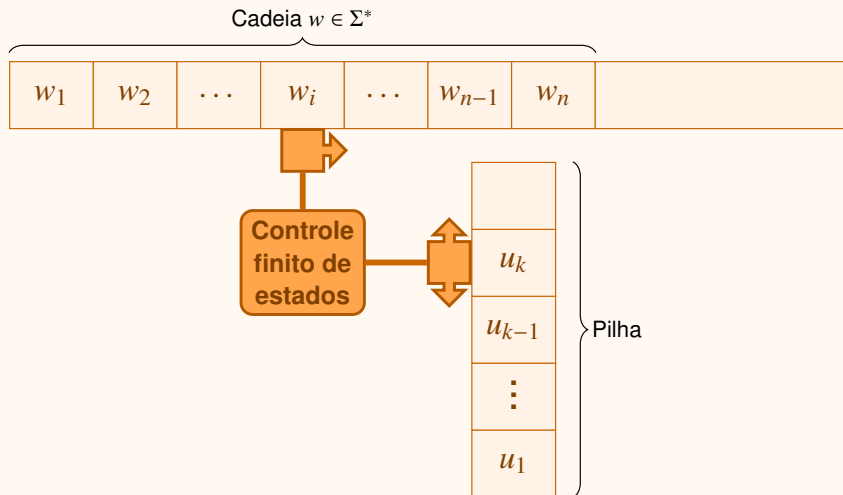 Cadeia w ∈ Σ*
w₁ w₂ ··· wᵢ ··· wₙ₋₁ wₙ
Controle
finito de
estados
uₖ
uₖ₋₁
Pilha
⋮
u₁